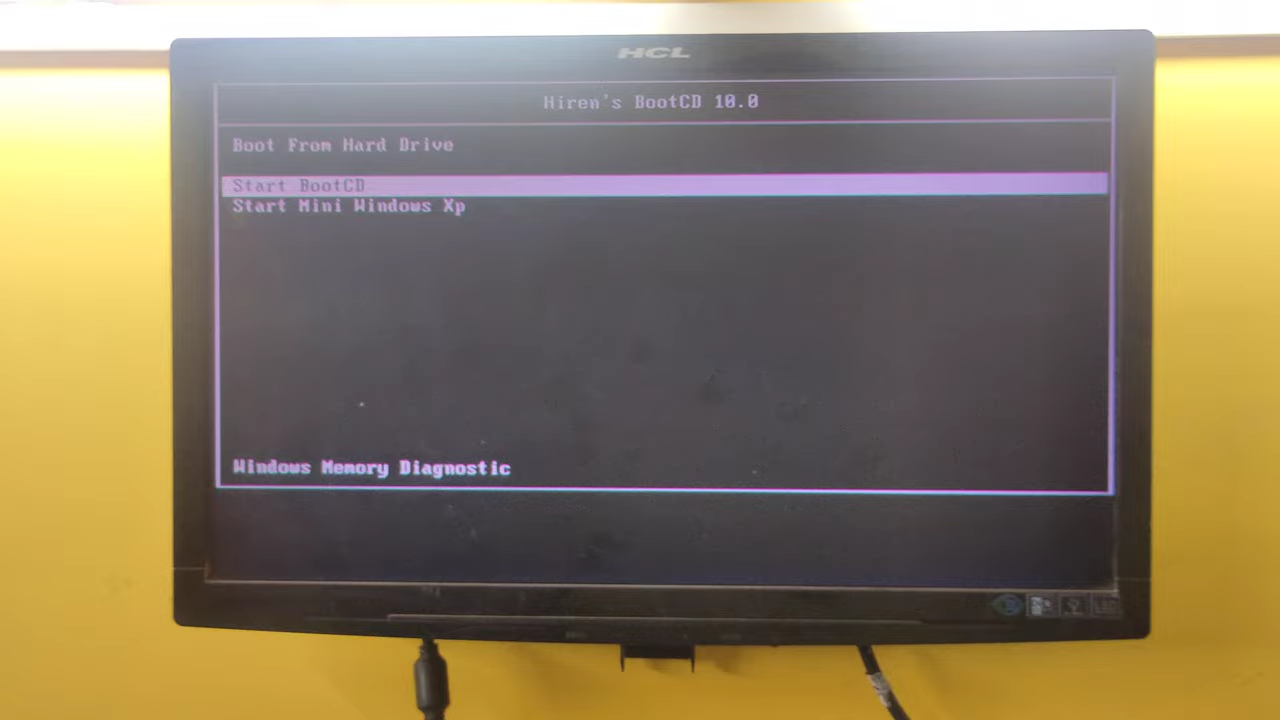 HCL
Hiren's BootCD 10.0
Boot From Hard Drive
Start BootCD
Start Mini Windows Xp
Windows Memory Diagnostic